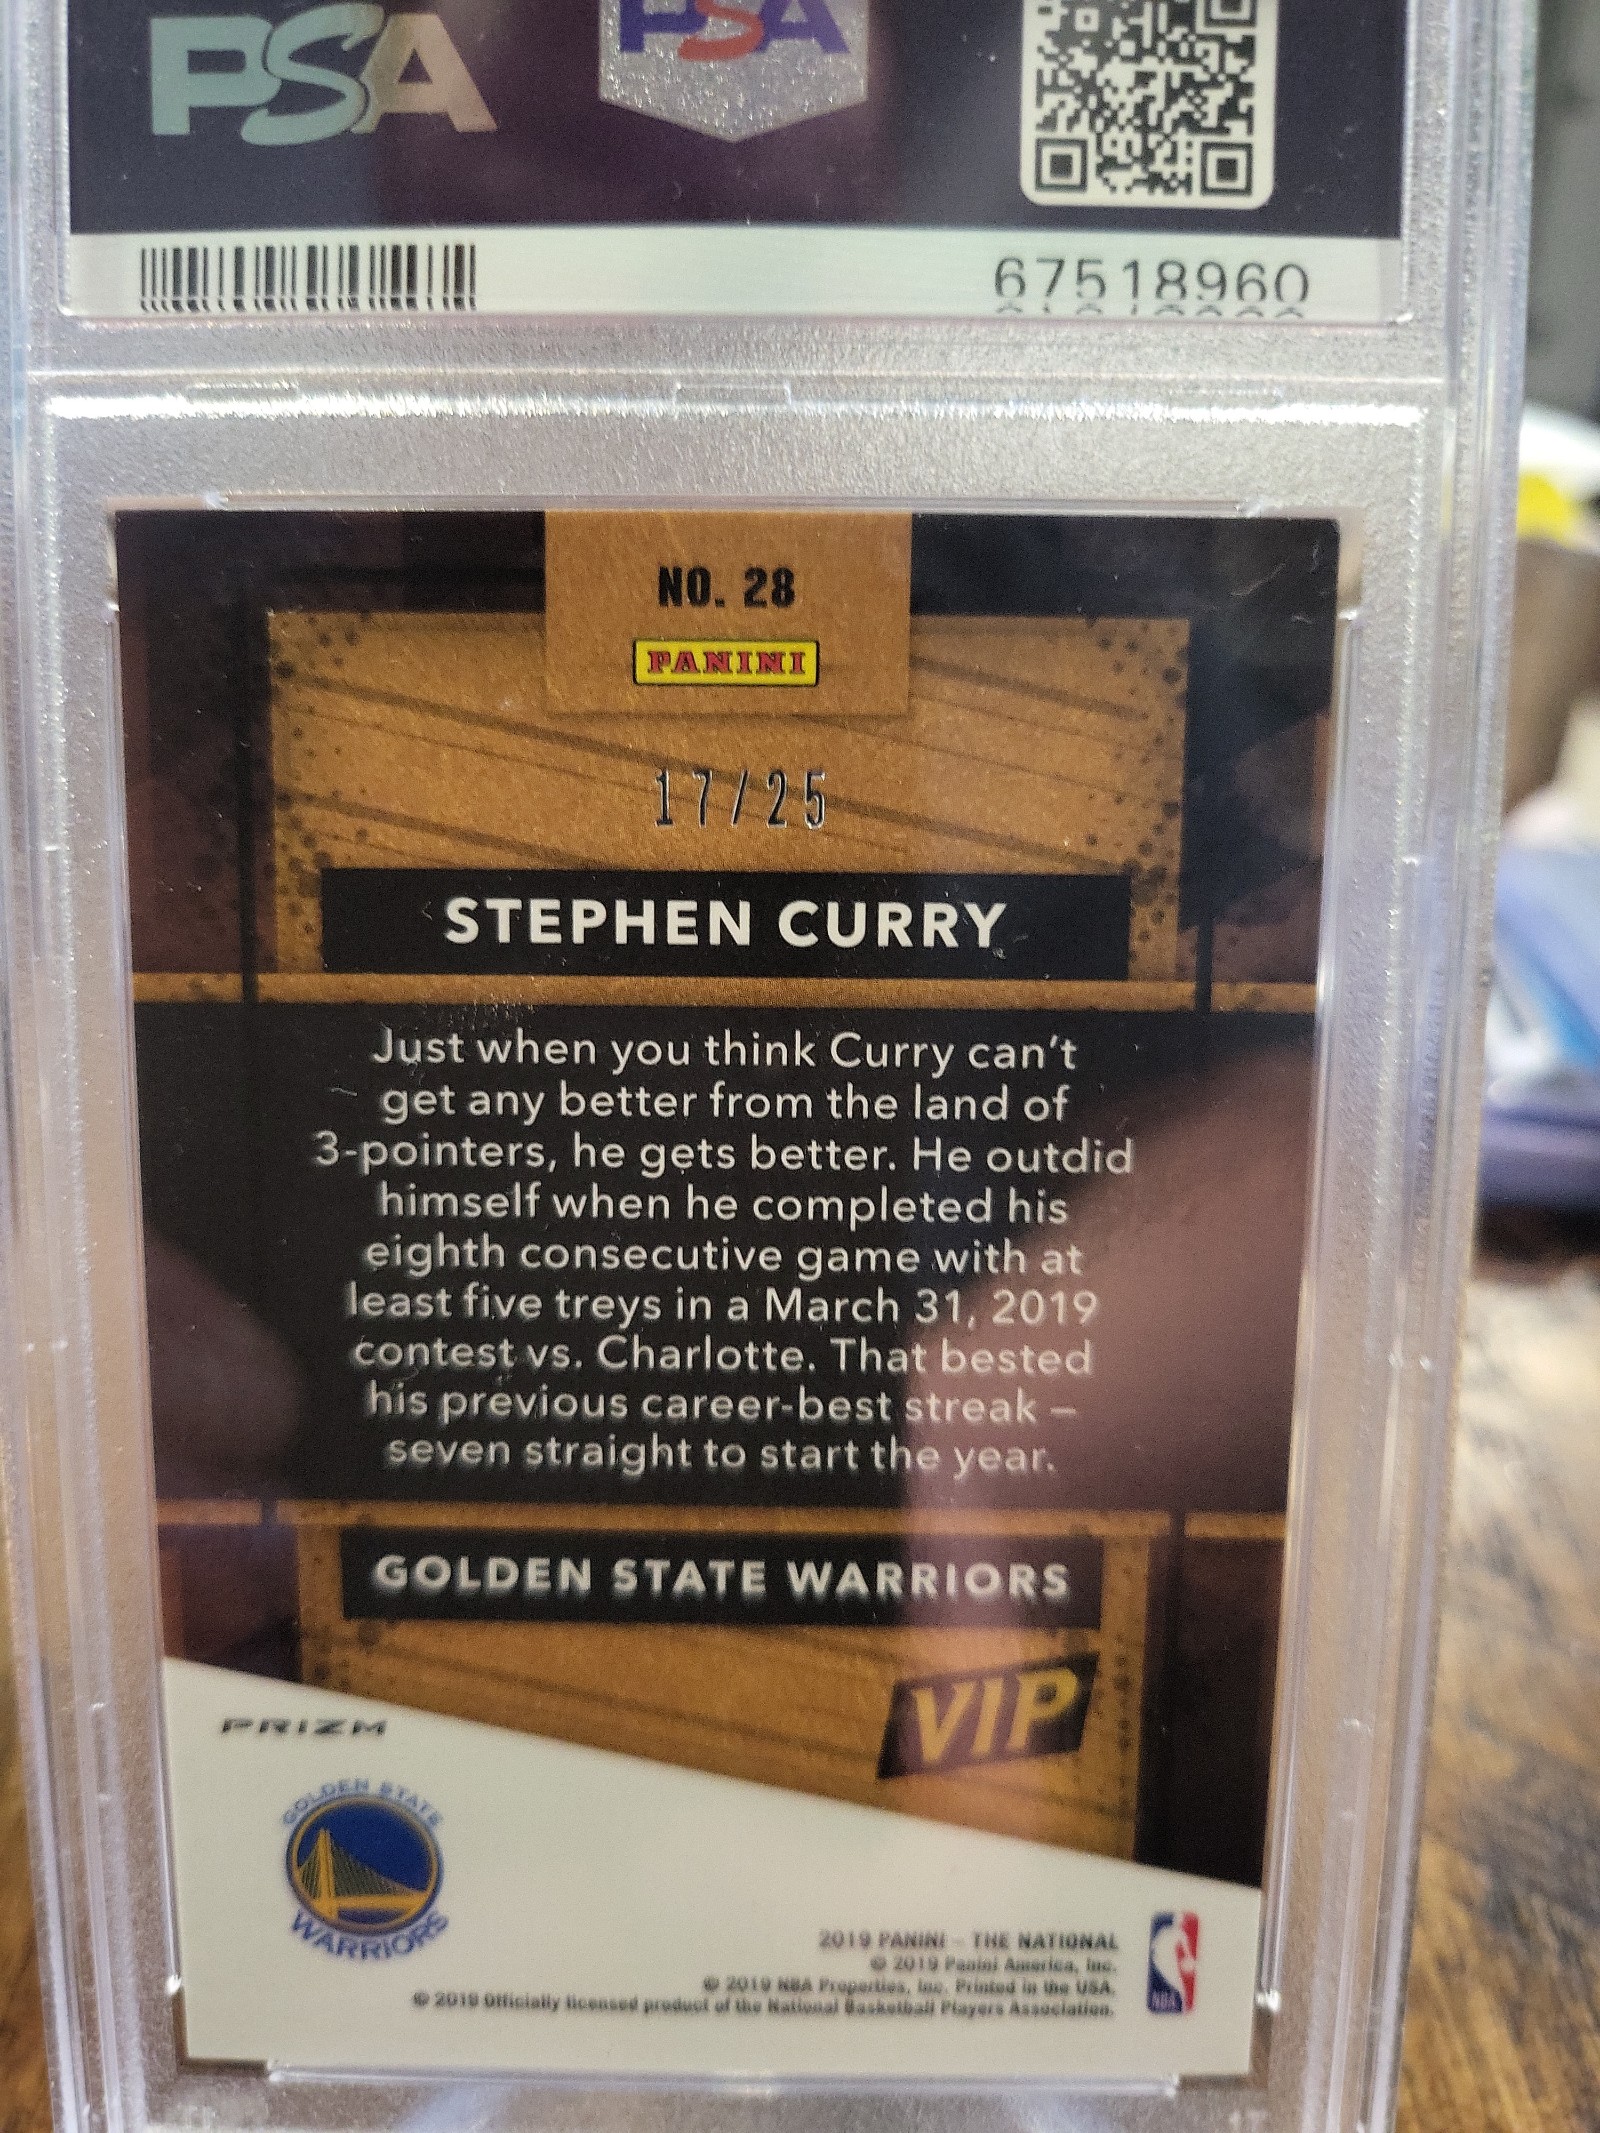 PSA
PSA
67518960
NO. 28
PANINI
17/25
STEPHEN CURRY
Just when you think Curry can't
get any better from the land of
3-pointers, he gets better. He outdid
himself when he completed his
eighth consecutive game with at
least five treys in a March 31, 2019
contest vs. Charlotte. That bested
his previous career-best streak –
seven straight to start the year.
GOLDEN STATE WARRIORS
VIP
PRIZM
GOLDEN STATE
WARRIORS
2019 PANINI – THE NATIONAL
© 2019 Panini America, Inc.
© 2019 NBA Properties, Inc. Printed in the USA.
© 2019 Officially licensed product of the National Basketball Players Association.
NBA